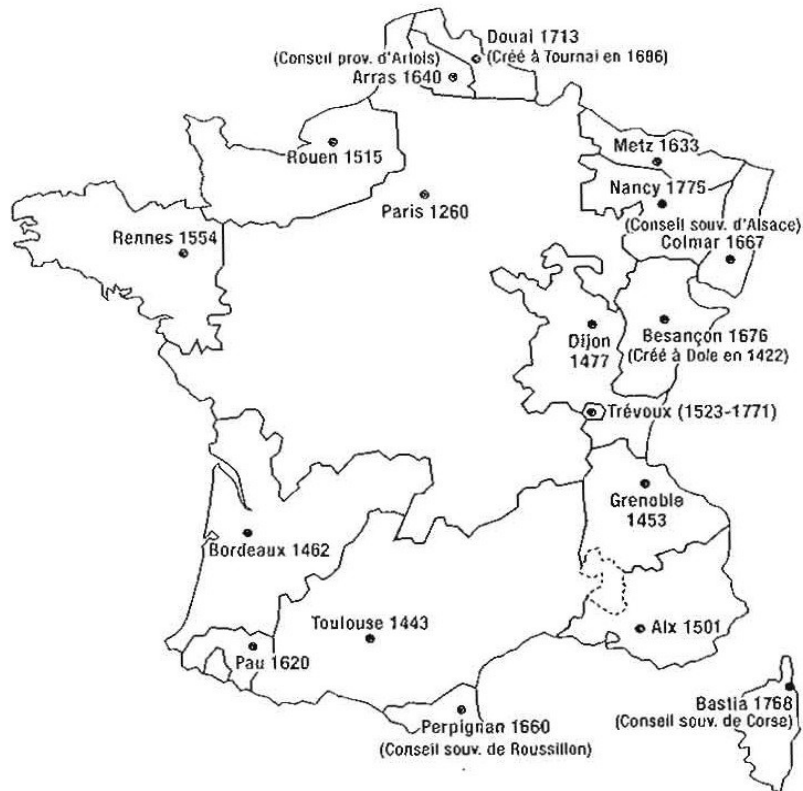 Douai 1713
(Créé à Tournai en 1686)
(Conseil prov. d'Artois)
Arras 1640
Rouen 1515
Metz 1633
Nancy 1775
Paris 1260
(Conseil souv. d'Alsace)
Colmar 1667
Rennes 1554
Dijon
1477
Besançon 1676
(Créé à Dole en 1422)
Trévoux (1523-1771)
Grenoble
1453
Bordeaux 1462
Toulouse 1443
Aix 1501
Pau 1620
Perpignan 1660
(Conseil souv. de Roussillon)
Bastia 1768
(Conseil souv. de Corse)